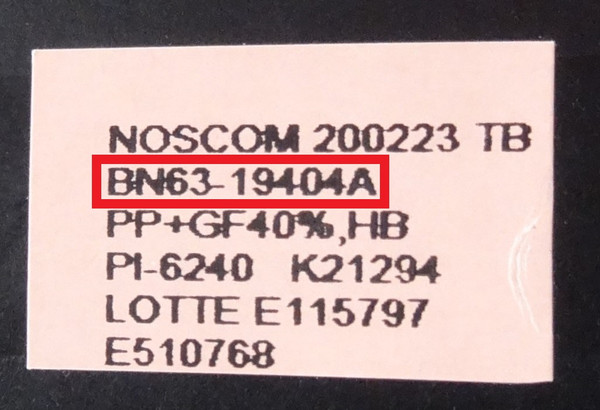 NOSCOM 200223 TB
BN63-19404A
PP+GF40%,HB
PI-6240 K21294
LOTTE E115797
E510768